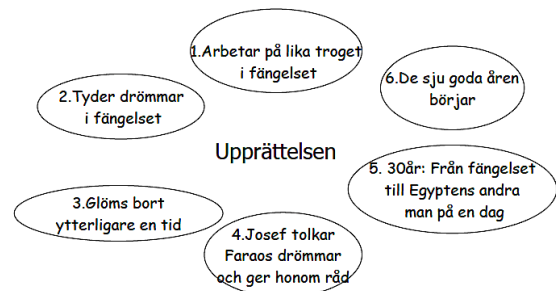 1.Arbetar på lika troget
i fängelset
2.Tyder drömmar
i fängelset
3.Glöms bort
ytterligare en tid
4.Josef tolkar
Faraos drömmar
och ger honom råd
5. 30år: Från fängelset
till Egyptens andra
man på en dag
6.De sju goda åren
börjar
Upprättelsen